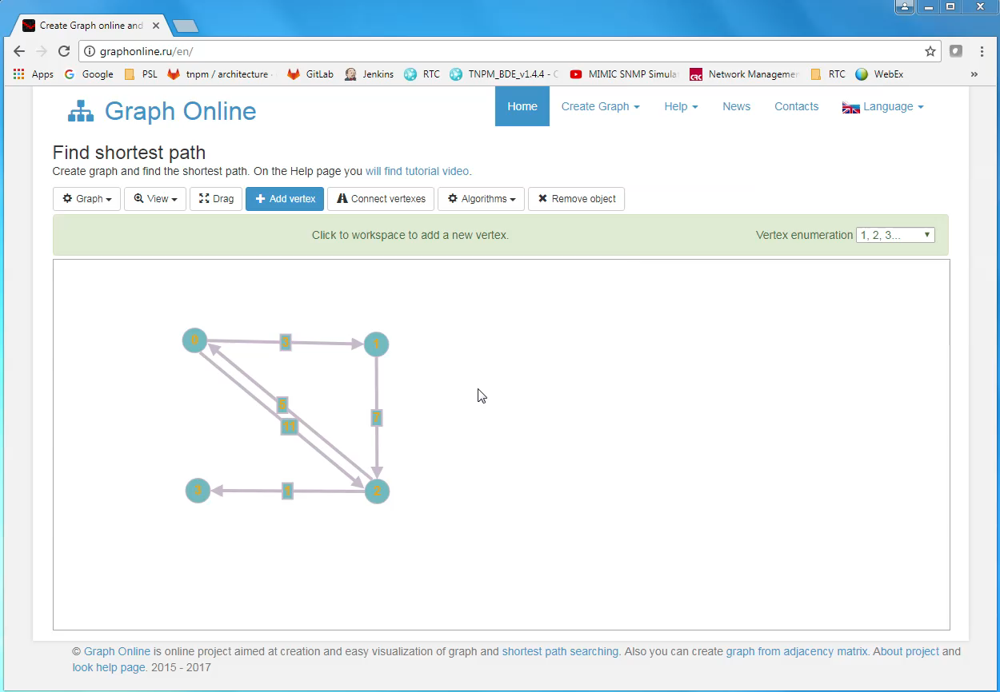 Create Graph online and
graphonline.ru/en/
Apps Google PSL tnpm / architecture - GitLab Jenkins RTC TNPM_BDE_v1.4.4 - C MIMIC SNMP Simula Network Managemen RTC WebEx »
Graph Online
Home Create Graph Help News Contacts Language
Find shortest path
Create graph and find the shortest path. On the Help page you will find tutorial video.
Graph View Drag Add vertex Connect vertexes Algorithms Remove object
Click to workspace to add a new vertex. Vertex enumeration 1, 2, 3...
0 3 1
5
7
11
3 1 2
© Graph Online is online project aimed at creation and easy visualization of graph and shortest path searching. Also you can create graph from adjacency matrix. About project and
look help page. 2015 - 2017